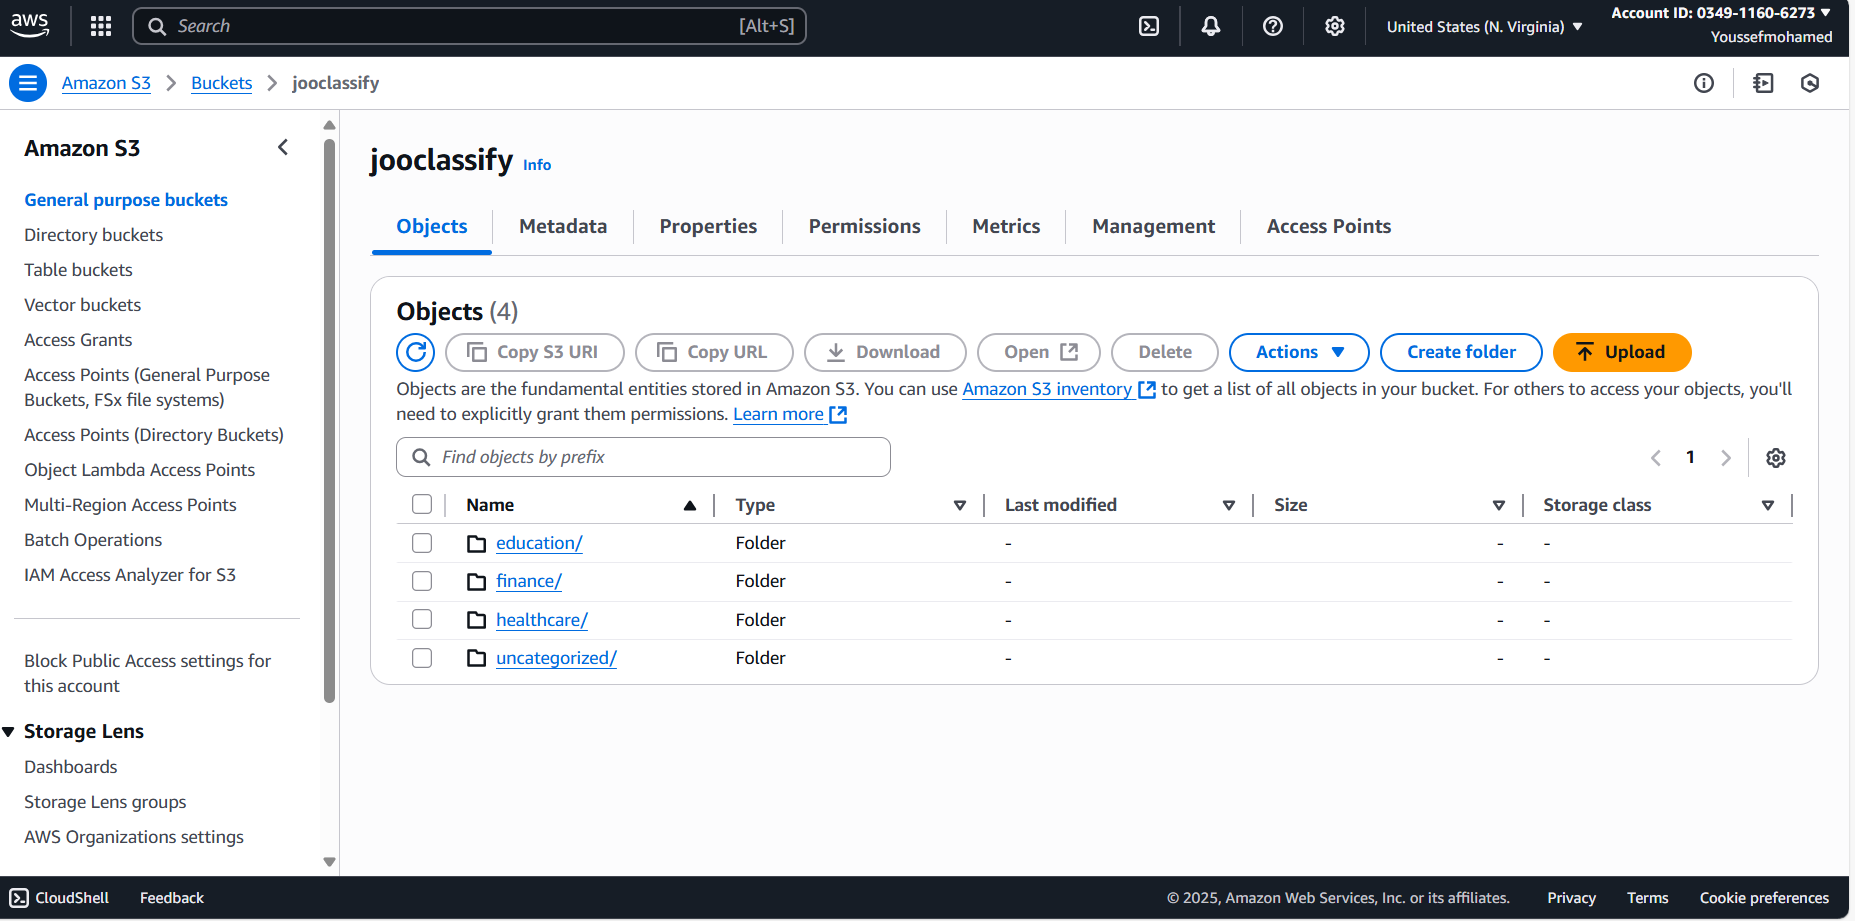 aws
Search
[Alt+S]
United States (N. Virginia)
Account ID: 0349-1160-6273
Youssefmohamed
Amazon S3
Buckets
jooclassify
Amazon S3
General purpose buckets
Directory buckets
Table buckets
Vector buckets
Access Grants
Access Points (General Purpose
Buckets, FSx file systems)
Access Points (Directory Buckets)
Object Lambda Access Points
Multi-Region Access Points
Batch Operations
IAM Access Analyzer for S3
Block Public Access settings for
this account
Storage Lens
Dashboards
Storage Lens groups
AWS Organizations settings
jooclassify Info
Objects Metadata Properties Permissions Metrics Management Access Points
Objects (4)
Copy S3 URI Copy URL Download Open Delete Actions Create folder Upload
Objects are the fundamental entities stored in Amazon S3. You can use Amazon S3 inventory to get a list of all objects in your bucket. For others to access your objects, you'll
need to explicitly grant them permissions. Learn more
Find objects by prefix
1
Name Type Last modified Size Storage class
education/ Folder - - -
finance/ Folder - - -
healthcare/ Folder - - -
uncategorized/ Folder - - -
CloudShell Feedback © 2025, Amazon Web Services, Inc. or its affiliates. Privacy Terms Cookie preferences